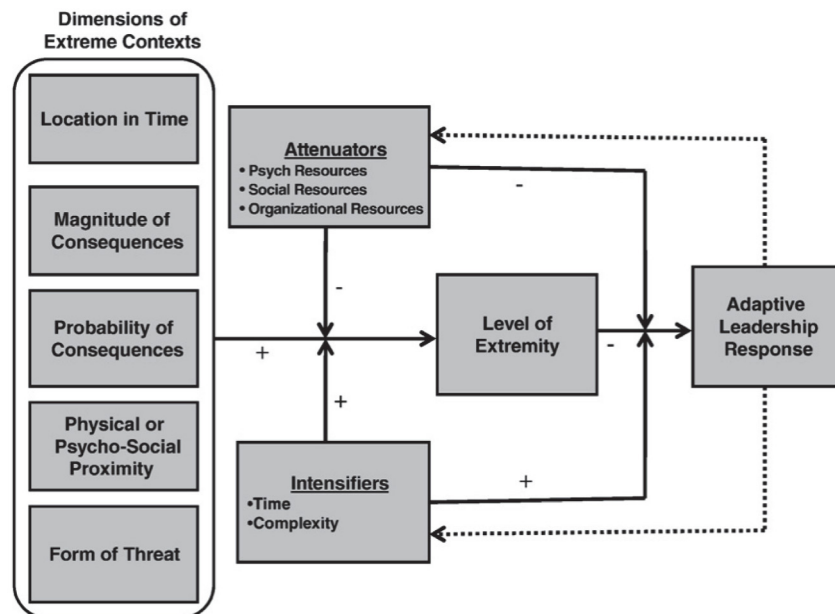 Dimensions of
Extreme Contexts
Location in Time
Magnitude of
Consequences
Probability of
Consequences
Physical or
Psycho-Social
Proximity
Form of Threat
Attenuators
• Psych Resources
• Social Resources
• Organizational Resources
-
-
+
Level of
Extremity
-
Adaptive
Leadership
Response
+
Intensifiers
•Time
•Complexity
+